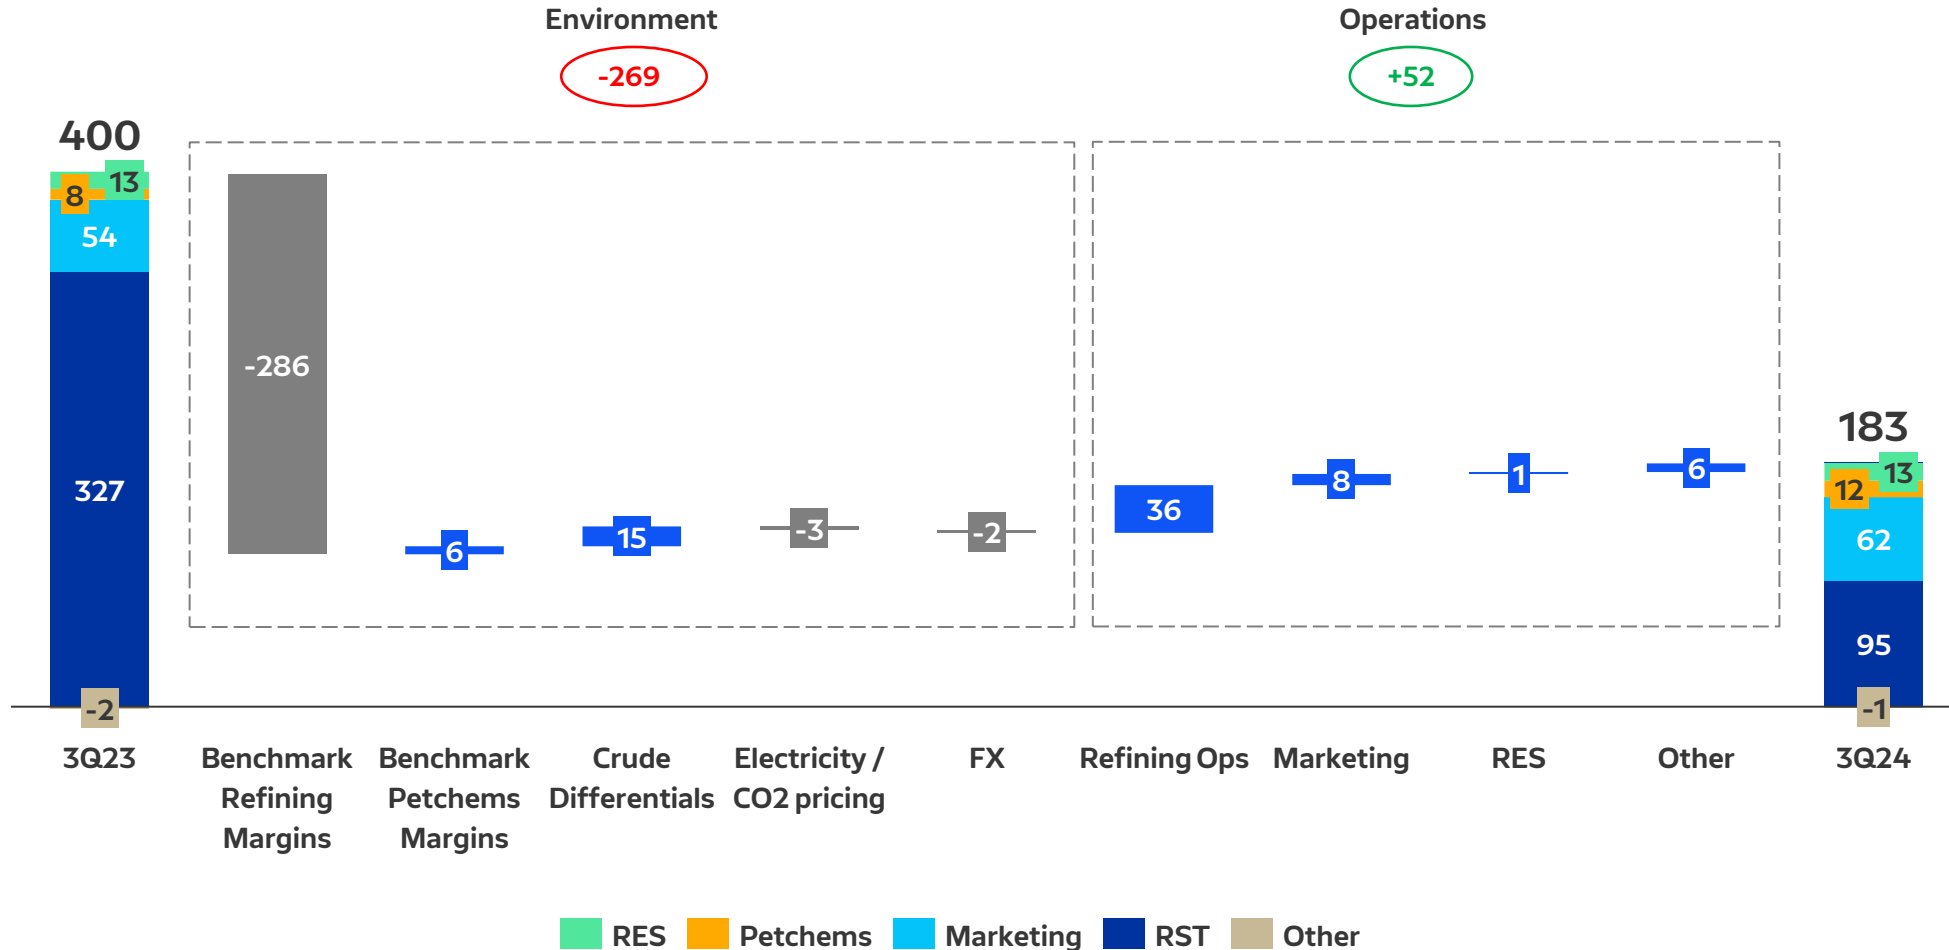 Environment
Operations
-269
+52
400
13
8
54
327
-2
-286
6
15
-3
-2
36
8
1
6
183
13
12
62
95
-1
3Q23
Benchmark
Refining
Margins
Benchmark
Petchems
Margins
Crude
Differentials
Electricity /
CO2 pricing
FX
Refining Ops
Marketing
RES
Other
3Q24
RES
Petchems
Marketing
RST
Other